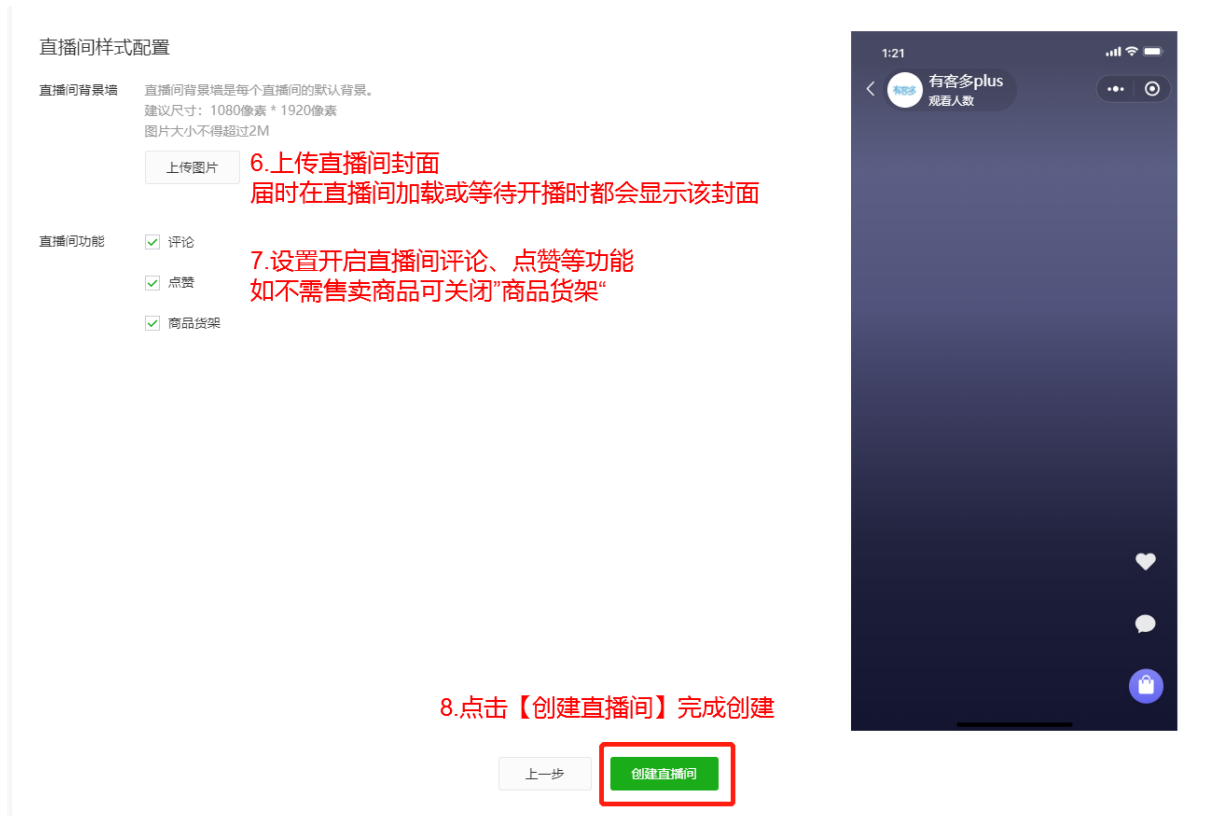 直播间样式配置
直播间背景墙
直播间背景墙是每个直播间的默认背景。
建议尺寸：1080像素 * 1920像素
图片大小不得超过2M
上传图片
6.上传直播间封面
届时在直播间加载或等待开播时都会显示该封面
直播间功能
评论
点赞
商品货架
7.设置开启直播间评论、点赞等功能
如不需售卖商品可关闭”商品货架“
1:21
有客多
有客多plus
观看人数
8.点击【创建直播间】完成创建
上一步
创建直播间